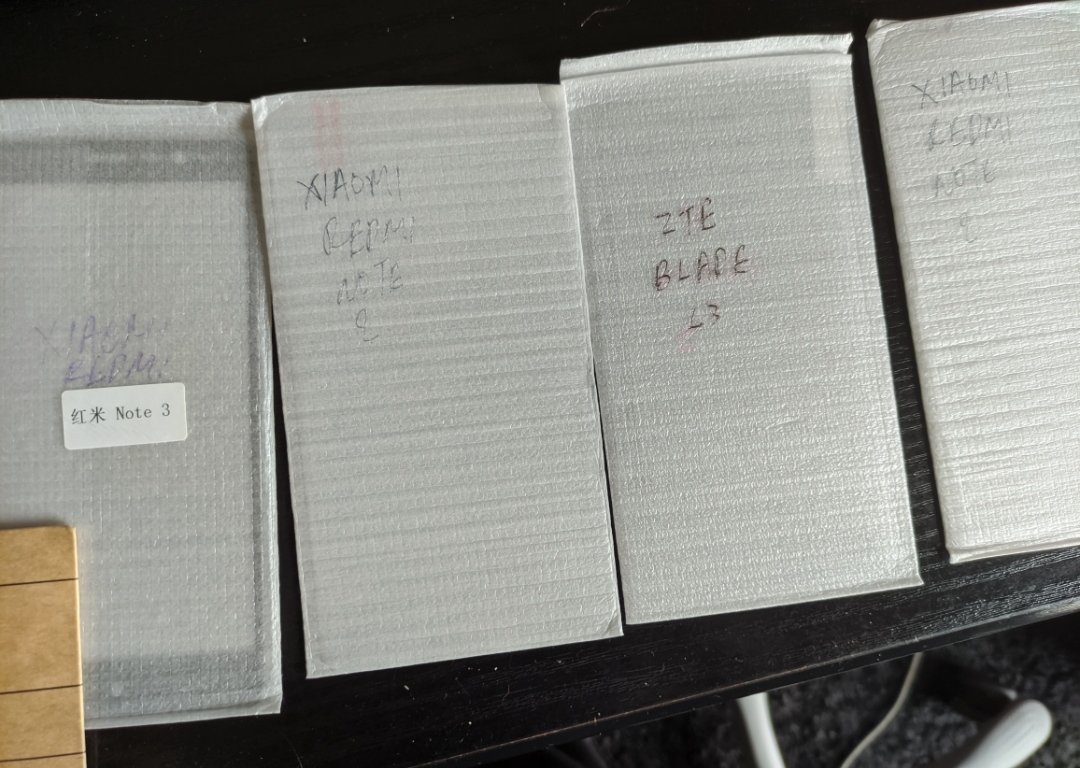 XIAOMI
REDMI
红米 Note 3
XIAOMI
REDMI
NOTE
8
ZTE
BLADE
L3
XIAOMI
REDMI
NOTE
8